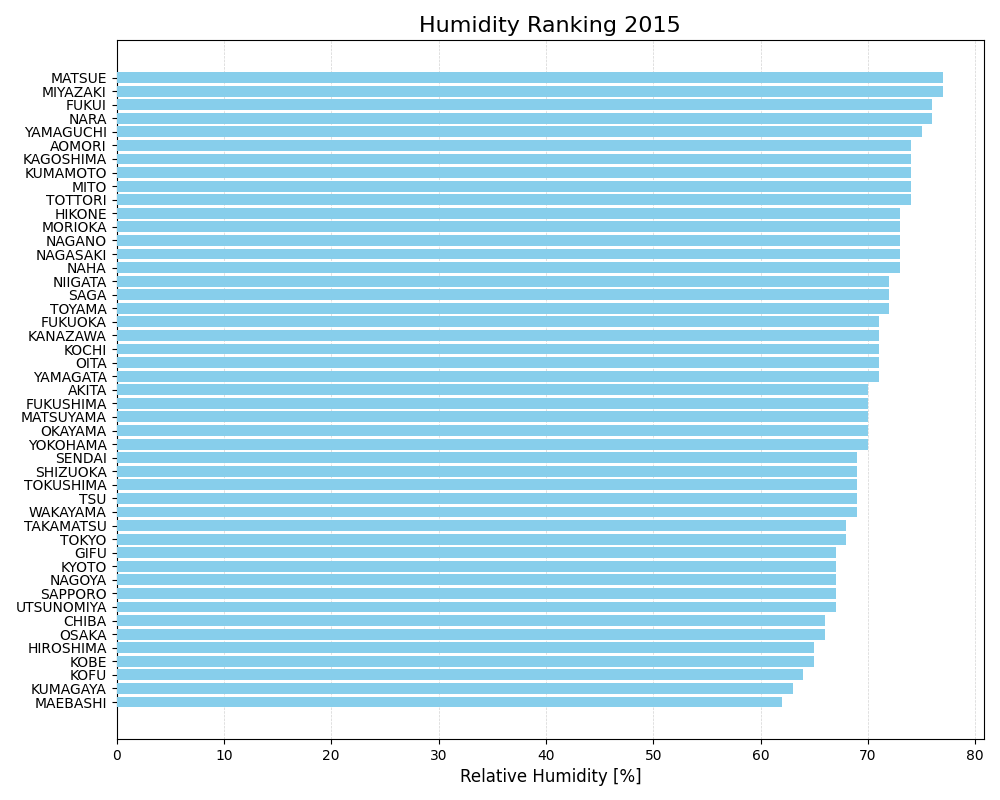 Humidity Ranking 2015
MATSUE
MIYAZAKI
FUKUI
NARA
YAMAGUCHI
AOMORI
KAGOSHIMA
KUMAMOTO
MITO
TOTTORI
HIKONE
MORIOKA
NAGANO
NAGASAKI
NAHA
NIIGATA
SAGA
TOYAMA
FUKUOKA
KANAZAWA
KOCHI
OITA
YAMAGATA
AKITA
FUKUSHIMA
MATSUYAMA
OKAYAMA
YOKOHAMA
SENDAI
SHIZUOKA
TOKUSHIMA
TSU
WAKAYAMA
TAKAMATSU
TOKYO
GIFU
KYOTO
NAGOYA
SAPPORO
UTSUNOMIYA
CHIBA
OSAKA
HIROSHIMA
KOBE
KOFU
KUMAGAYA
MAEBASHI
0 10 20 30 40 50 60 70 80
Relative Humidity [%]